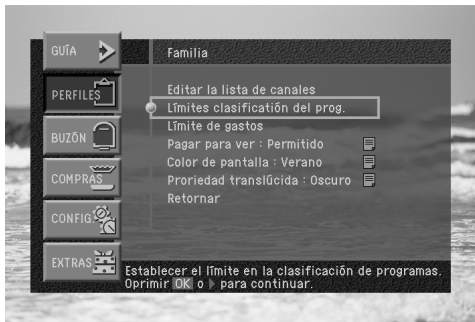 GUÍA
PERFILES
BUZÓN
COMPRAS
CONFIG
EXTRAS
Familia
Editar la lista de canales
Límites clasificatión del prog.
Límite de gastos
Pagar para ver : Permitido
Color de pantalla : Verano
Proriedad translúcida : Oscuro
Retornar
Establecer el límite en la clasificación de programas.
Oprimir OK o para continuar.